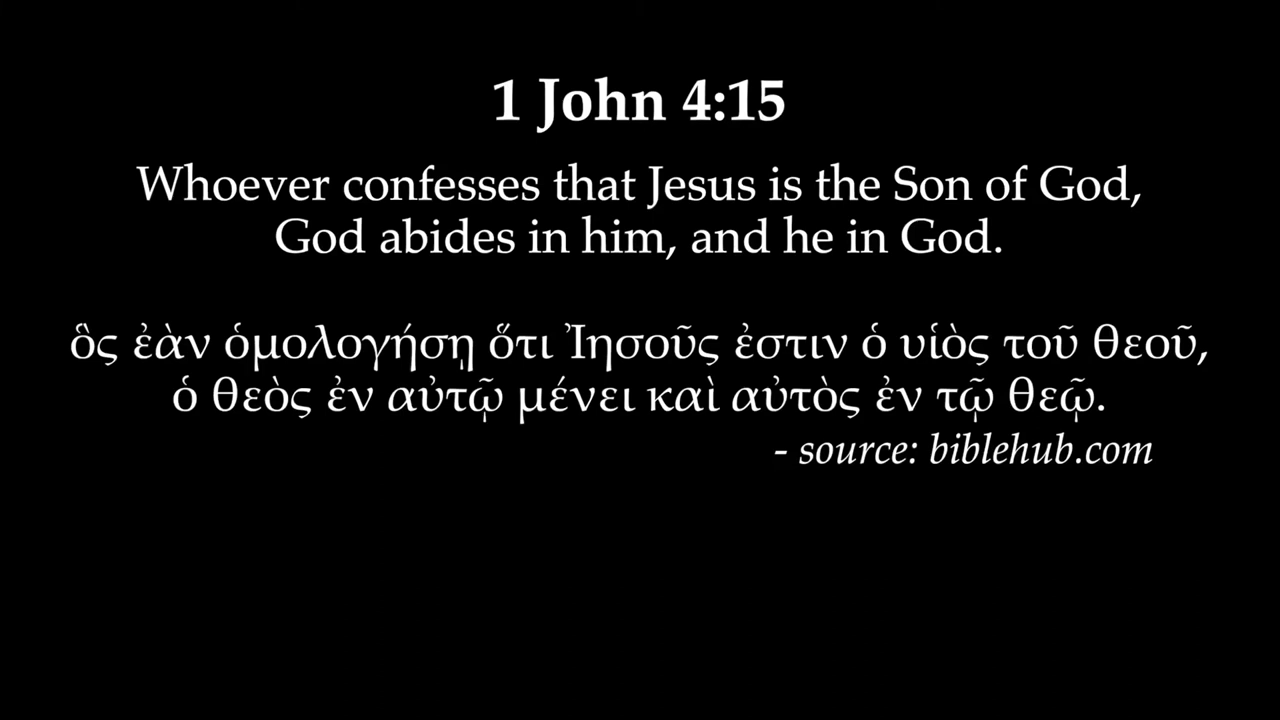 1 John 4:15
Whoever confesses that Jesus is the Son of God,
God abides in him, and he in God.
ὃς ἐὰν ὁμολογήσῃ ὅτι Ἰησοῦς ἐστιν ὁ υἱὸς τοῦ θεοῦ,
ὁ θεὸς ἐν αὐτῷ μένει καὶ αὐτὸς ἐν τῷ θεῷ.
- source: biblehub.com